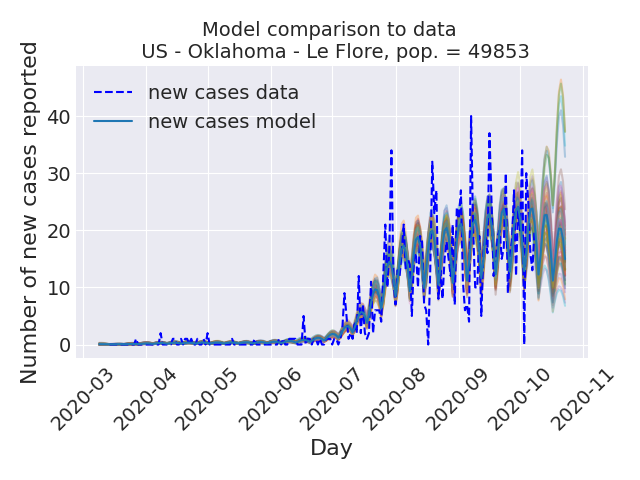 Model comparison to data
US - Oklahoma - Le Flore, pop. = 49853
Number of new cases reported
new cases data
new cases model
40
30
20
10
0
2020-03
2020-04
2020-05
2020-06
2020-07
2020-08
2020-09
2020-10
2020-11
Day